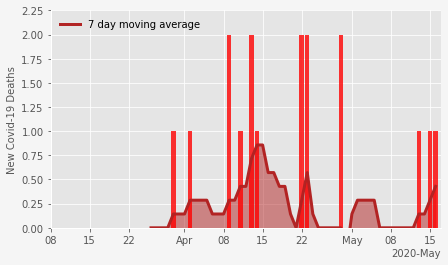 7 day moving average
New Covid-19 Deaths
2.25
2.00
1.75
1.50
1.25
1.00
0.75
0.50
0.25
0.00
08 15 22 Apr 08 15 22 May 08 15
2020-May